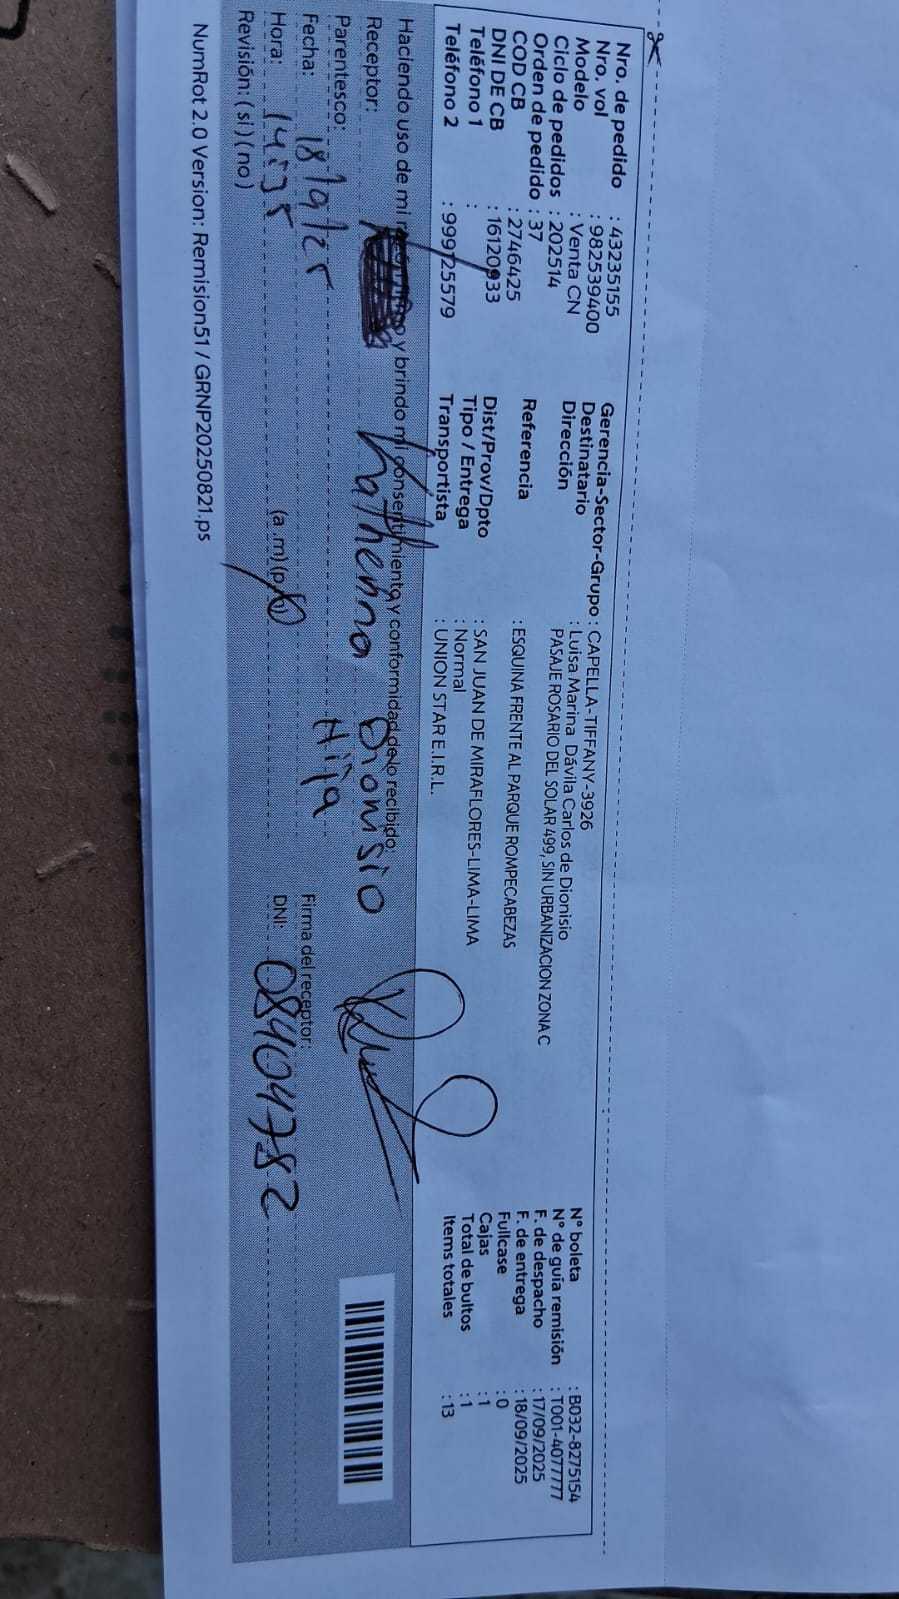 Nro. de pedido : 43235155
Nro. vol : 982539400
Modelo : Venta CN
Ciclo de pedidos : 202514
Orden de pedido : 37
COD CB : 2746425
DNI DE CB : 16120933
Teléfono 1 :
Teléfono 2 : 999725579
Gerencia-Sector-Grupo : CAPELLA-TIFFANY-3926
Destinatario : Luisa Marina Dávila Carlos de Dionisio
Dirección PASAJE ROSARIO DEL SOLAR 499, SIN URBANIZACION ZONA C
Referencia : ESQUINA FRENTE AL PARQUE ROMPECABEZAS
Dist/Prov/Dpto : SAN JUAN DE MIRAFLORES-LIMA-LIMA
Tipo / Entrega : Normal
Transportista : UNION STAR E.I.R.L.
N° boleta : B032-8275154
N° de guía remisión : T001-4077777
F. de despacho : 17/09/2025
F. de entrega : 18/09/2025
Fullcase : 0
Cajas : 1
Total de bultos : 1
Items totales : 13
Haciendo uso de mi y brindo mi consentimiento y conformidad de lo recibido:
Receptor: Katherina Dionisio
Parentesco: Hija
Fecha: 18/9/25 Firma del receptor:
Hora: 14:35 (a .m) (p. DNI: 08404782
Revisión: ( si ) ( no )
NumRot 2.0 Version: Remision51 / GRNP20250821.ps